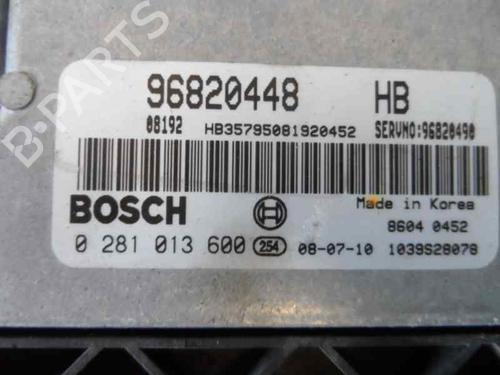 96820448 HB
08192 HB35795081920452 SERVNO:96820490
BOSCH
Made in Korea
8604 0452
0 281 013 600 254 08-07-10 1039S28078
B-PARTS